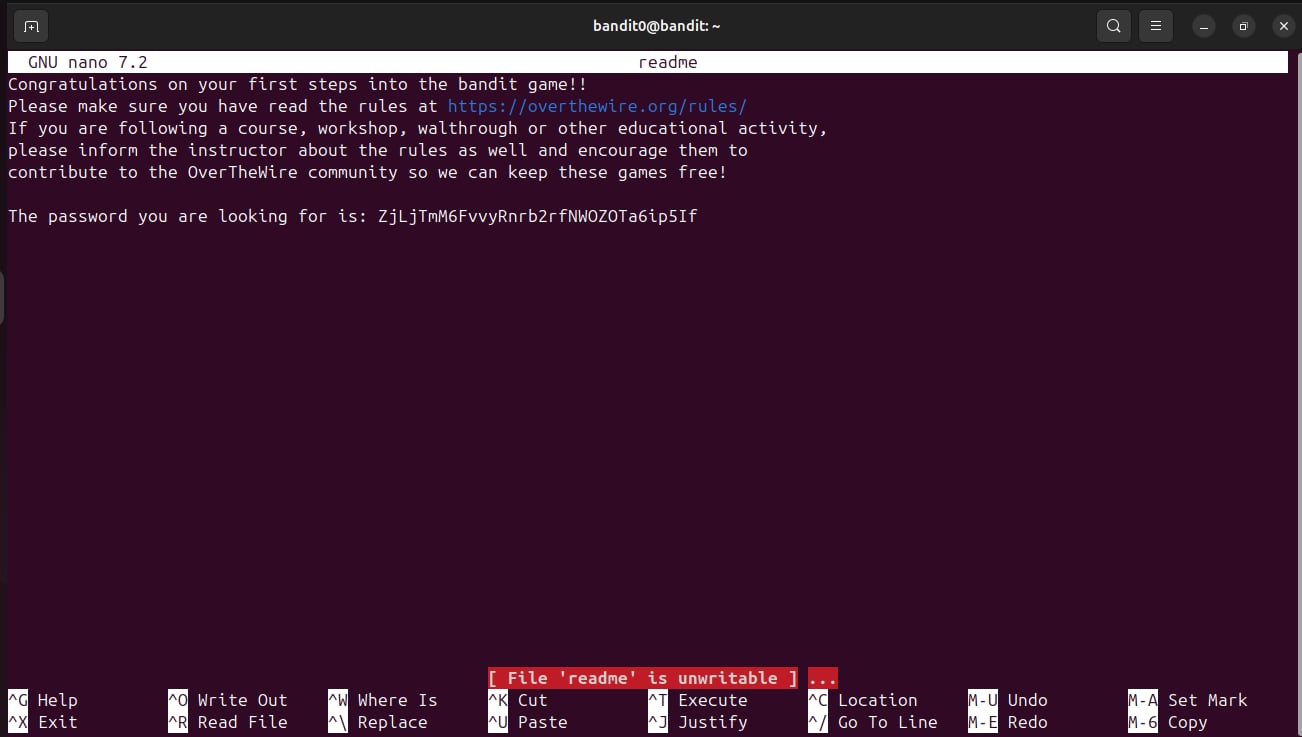 bandit0@bandit: ~
GNU nano 7.2 readme
Congratulations on your first steps into the bandit game!!
Please make sure you have read the rules at https://overthewire.org/rules/
If you are following a course, workshop, walthrough or other educational activity,
please inform the instructor about the rules as well and encourage them to
contribute to the OverTheWire community so we can keep these games free!
The password you are looking for is: ZjLjTmM6FvvyRnrb2rfNWOZOTa6ip5If
[ File 'readme' is unwritable ] ...
^G Help ^O Write Out ^W Where Is ^K Cut ^T Execute ^C Location M-U Undo M-A Set Mark
^X Exit ^R Read File ^\ Replace ^U Paste ^J Justify ^/ Go To Line M-E Redo M-6 Copy